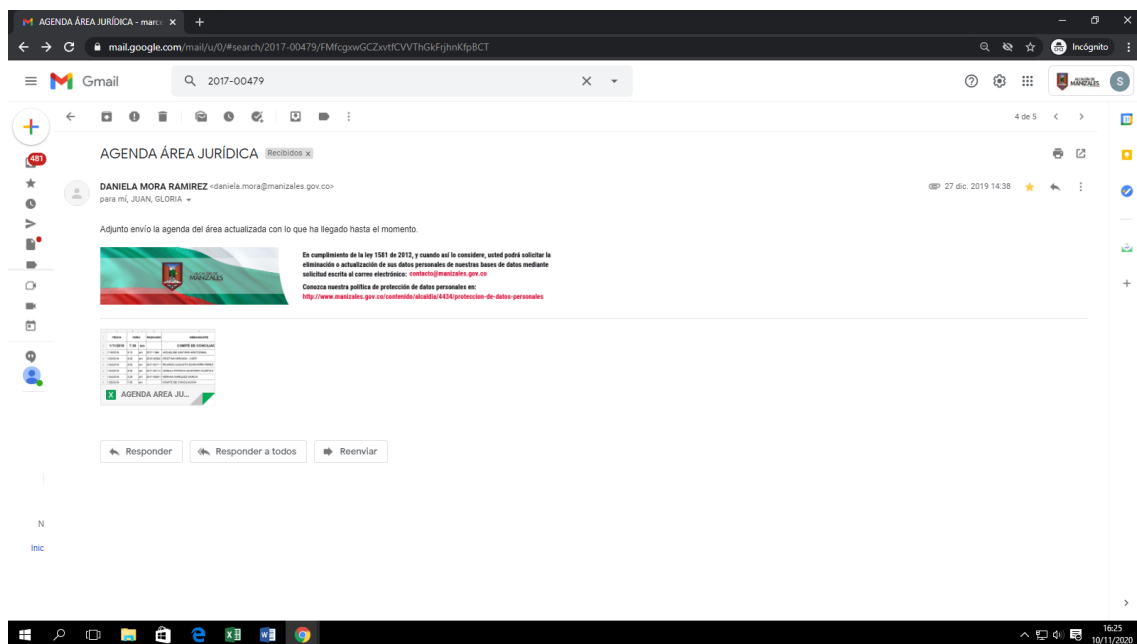 AGENDA ÁREA JURÍDICA - marc
mail.google.com/mail/u/0/#search/2017-00479/FMfcgxwGCZxvtfCVVThGkFrjhnKfpBCT
Incógnito
Gmail
2017-00479
ALCALDÍA DE
MANIZALES
S
4 de 5
481
AGENDA ÁREA JURÍDICA Recibidos x
DANIELA MORA RAMIREZ <daniela.mora@manizales.gov.co>
27 dic. 2019 14:38
para mí, JUAN, GLORIA
Adjunto envío la agenda del área actualizada con lo que ha llegado hasta el momento.
ALCALDÍA DE
MANIZALES
En cumplimiento de la ley 1581 de 2012, y cuando así lo considere, usted podrá solicitar la
eliminación o actualización de sus datos personales de nuestras bases de datos mediante
solicitud escrita al correo electrónico: contacto@manizales.gov.co
Conozca nuestra política de protección de datos personales en:
http://www.manizales.gov.co/contenido/alcaldia/4434/proteccion-de-datos-personales
X AGENDA AREA JU...
Responder
Responder a todos
Reenviar
N
Inic
16:25
10/11/2020